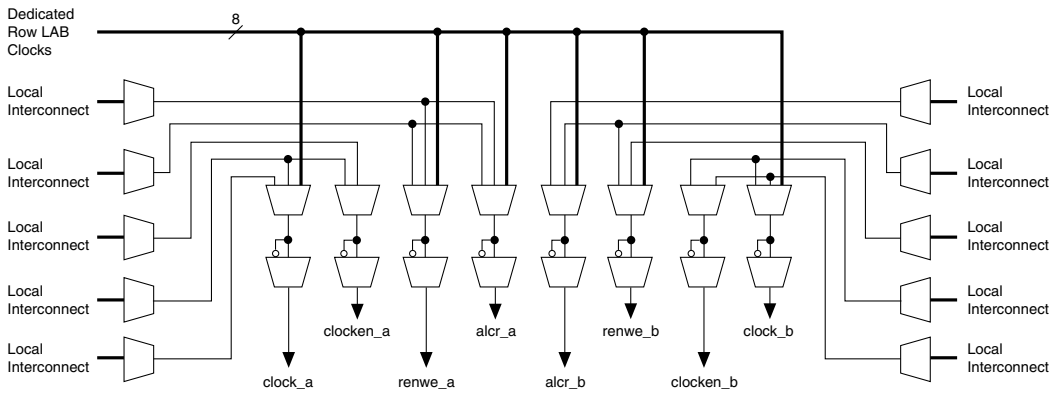 Dedicated
Row LAB
Clocks
8
Local
Interconnect
Local
Interconnect
Local
Interconnect
Local
Interconnect
Local
Interconnect
Local
Interconnect
Local
Interconnect
Local
Interconnect
Local
Interconnect
Local
Interconnect
clocken_a
alcr_a
renwe_b
clock_b
clock_a
renwe_a
alcr_b
clocken_b